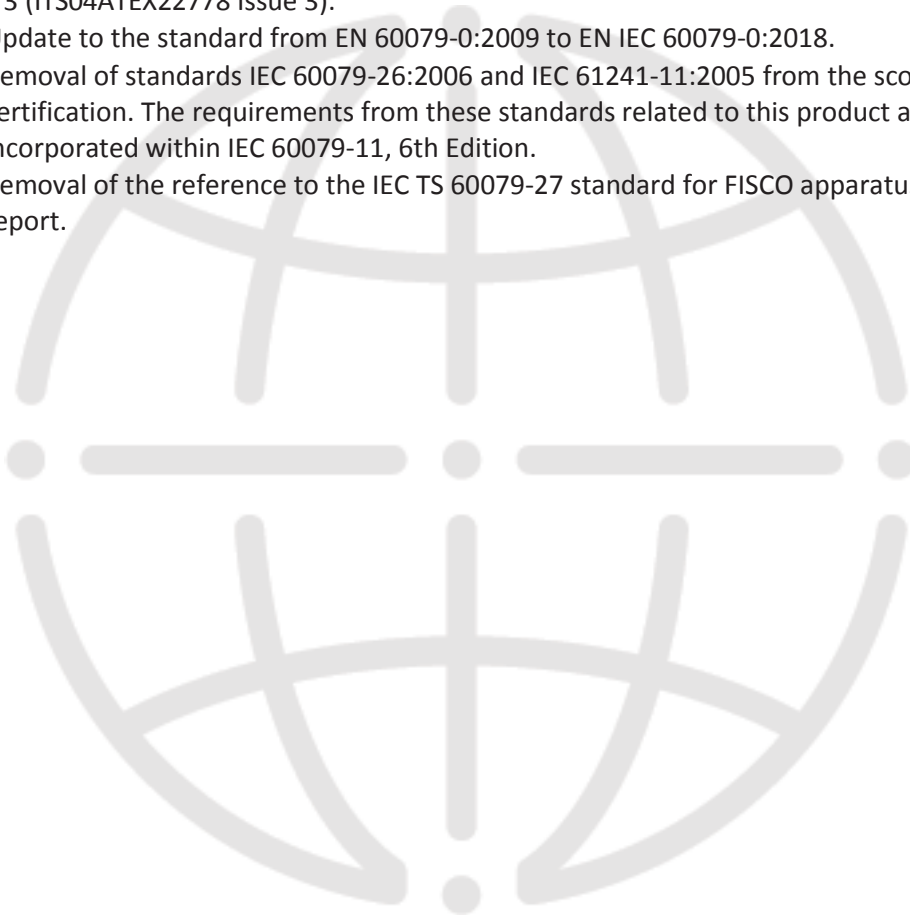 (ITS04ATEX22778 Issue 3).
Update to the standard from EN 60079-0:2009 to EN IEC 60079-0:2018.
emoval of standards IEC 60079-26:2006 and IEC 61241-11:2005 from the sco
ertification. The requirements from these standards related to this product a
ncorporated within IEC 60079-11, 6th Edition.
emoval of the reference to the IEC TS 60079-27 standard for FISCO apparatu
eport.